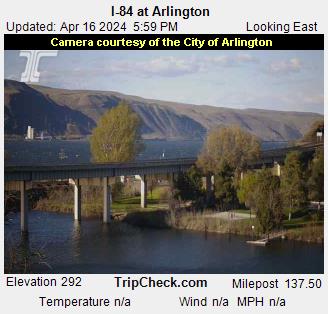 I-84 at Arlington
Updated: Apr 16 2024 5:59 PM Looking East
Camera courtesy of the City of Arlington
Elevation 292 TripCheck.com Milepost 137.50
Temperature n/a Wind n/a MPH n/a